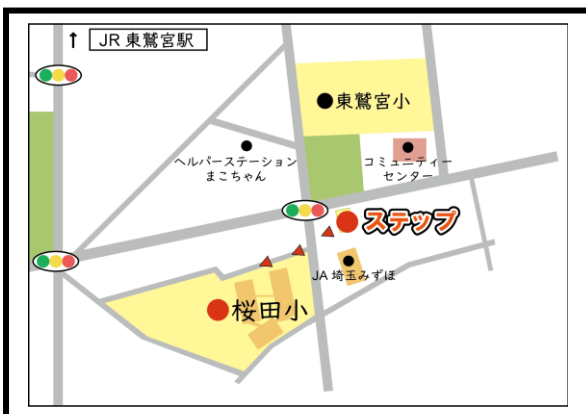 ↑ JR 東鷲宮駅
東鷲宮小
ヘルパーステーション
まこちゃん
コミュニティー
センター
ステップ
JA 埼玉みずほ
桜田小